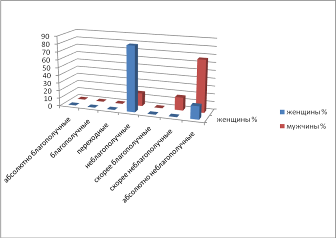 90
80
70
60
50
40
30
20
10
0
абсолютно благополучные
благополучные
переходные
неблагополучные
скорее благополучные
скорее неблагополучные
абсолютно неблагополучные
женщины %
женщины %
мужчины %